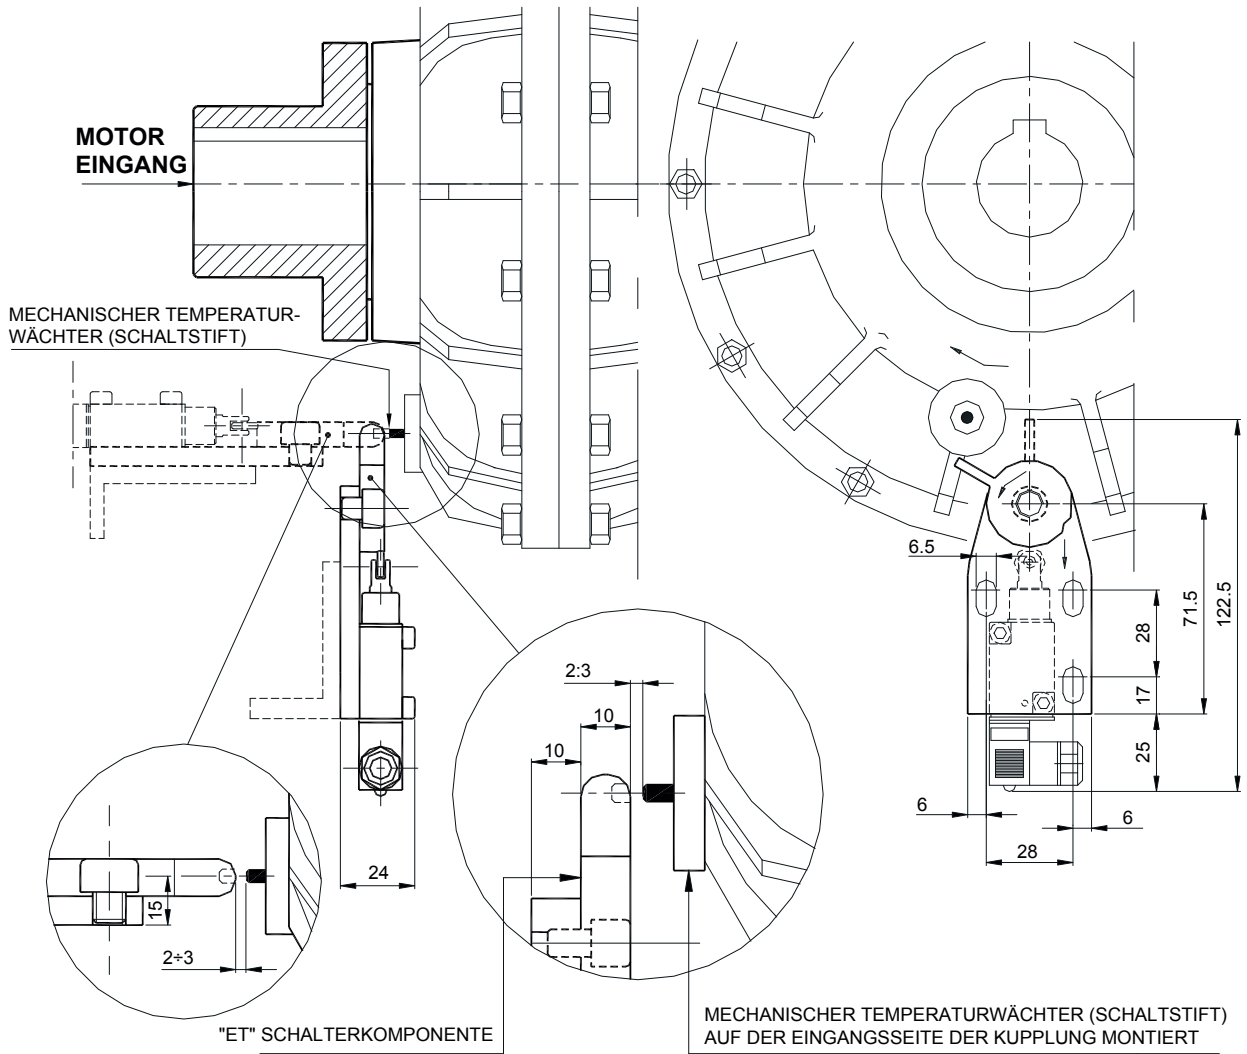 MOTOR
EINGANG
MECHANISCHER TEMPERATUR-
WÄCHTER (SCHALTSTIFT)
6.5
71.5
122.5
28
17
25
6
6
28
2:3
10
10
24
15
2÷3
"ET" SCHALTERKOMPONENTE
MECHANISCHER TEMPERATURWÄCHTER (SCHALTSTIFT)
AUF DER EINGANGSSEITE DER KUPPLUNG MONTIERT